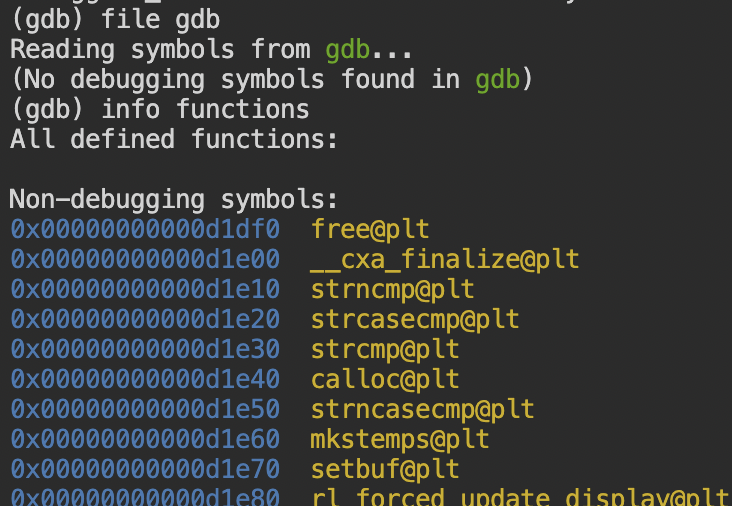 (gdb) file gdb
Reading symbols from gdb...
(No debugging symbols found in gdb)
(gdb) info functions
All defined functions:
Non-debugging symbols:
0x00000000000d1df0 free@plt
0x00000000000d1e00 __cxa_finalize@plt
0x00000000000d1e10 strncmp@plt
0x00000000000d1e20 strcasecmp@plt
0x00000000000d1e30 strcmp@plt
0x00000000000d1e40 calloc@plt
0x00000000000d1e50 strncasecmp@plt
0x00000000000d1e60 mkstemps@plt
0x00000000000d1e70 setbuf@plt
0x00000000000d1e80 rl_forced_update_display@plt